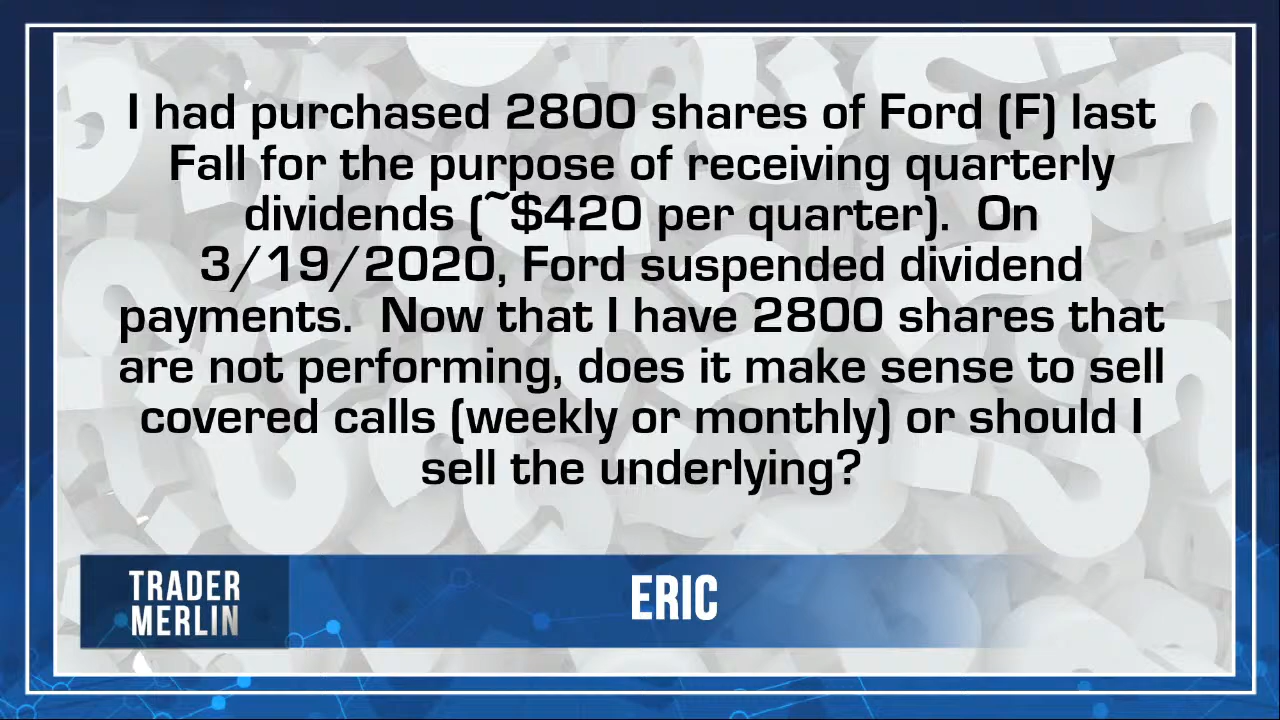 I had purchased 2800 shares of Ford (F) last
Fall for the purpose of receiving quarterly
dividends (~$420 per quarter).  On
3/19/2020, Ford suspended dividend
payments.  Now that I have 2800 shares that
are not performing, does it make sense to sell
covered calls (weekly or monthly) or should I
sell the underlying?
TRADER
MERLIN
ERIC